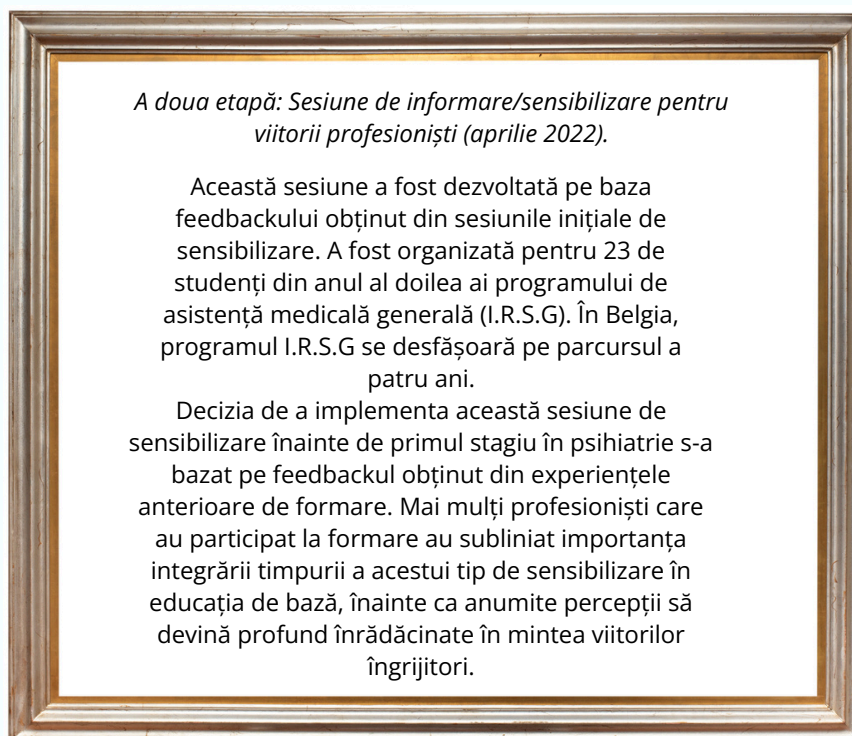 A doua etapă: Sesiune de informare/sensibilizare pentru
viitorii profesioniști (aprilie 2022).
Această sesiune a fost dezvoltată pe baza
feedbackului obținut din sesiunile inițiale de
sensibilizare. A fost organizată pentru 23 de
studenți din anul al doilea ai programului de
asistență medicală generală (I.R.S.G). În Belgia,
programul I.R.S.G se desfășoară pe parcursul a
patru ani.
Decizia de a implementa această sesiune de
sensibilizare înainte de primul stagiu în psihiatrie s-a
bazat pe feedbackul obținut din experiențele
anterioare de formare. Mai mulți profesioniști care
au participat la formare au subliniat importanța
integrării timpurii a acestui tip de sensibilizare în
educația de bază, înainte ca anumite percepții să
devină profund înrădăcinate în mintea viitorilor
îngrijitori.